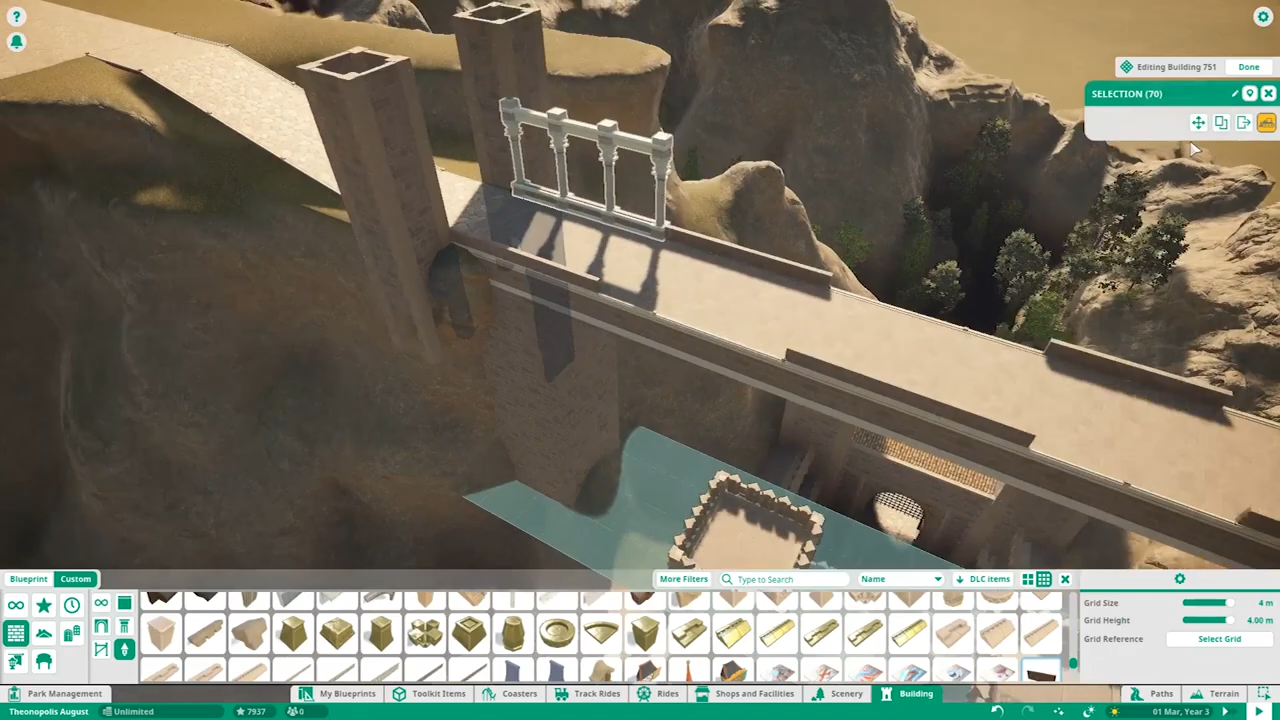 Editing Building 751
Done
SELECTION (70)
Blueprint
Custom
More Filters
Type to Search
Name
DLC items
Grid Size
4 m
Grid Height
4.00 m
Grid Reference
Select Grid
Park Management
My Blueprints
Toolkit Items
Coasters
Track Rides
Rides
Shops and Facilities
Scenery
Building
Paths
Terrain
Theonopolis August
Unlimited
7937
0
01 Mar, Year 3